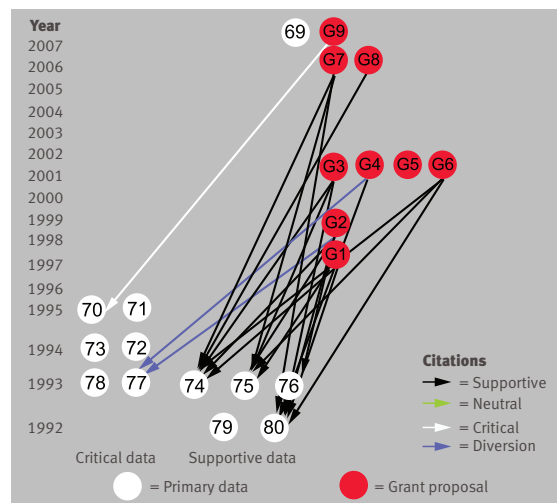 Year
2007 69 G9
2006 G7 G8
2005
2004
2003
2002
2001 G3 G4 G5 G6
2000
1999 G2
1998
1997 G1
1996
1995 70 71
1994 73 72
1993 78 77 74 75 76
1992 79 80
Citations
= Supportive
= Neutral
= Critical
= Diversion
Critical data Supportive data
= Primary data = Grant proposal